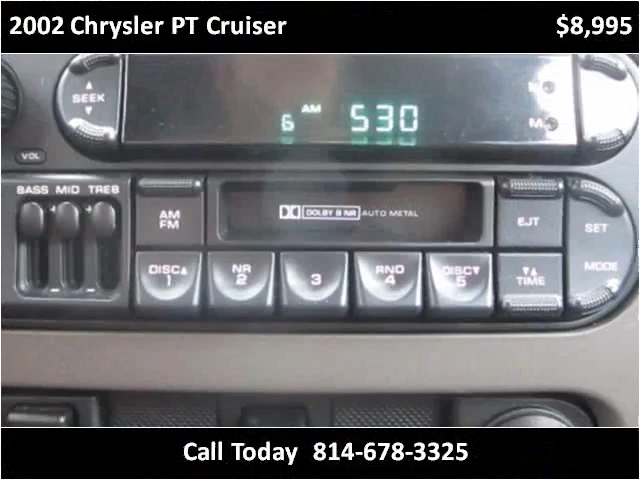 2002 Chrysler PT Cruiser $8,995
SEEK
6 AM 530
VOL
BASS MID TREB
AM
FM
DOLBY B NR AUTO METAL
EJT
SET
MODE
DISC▲
1
NR
2
3
RND
4
DISC▼
5
▼▲
TIME
Call Today 814-678-3325